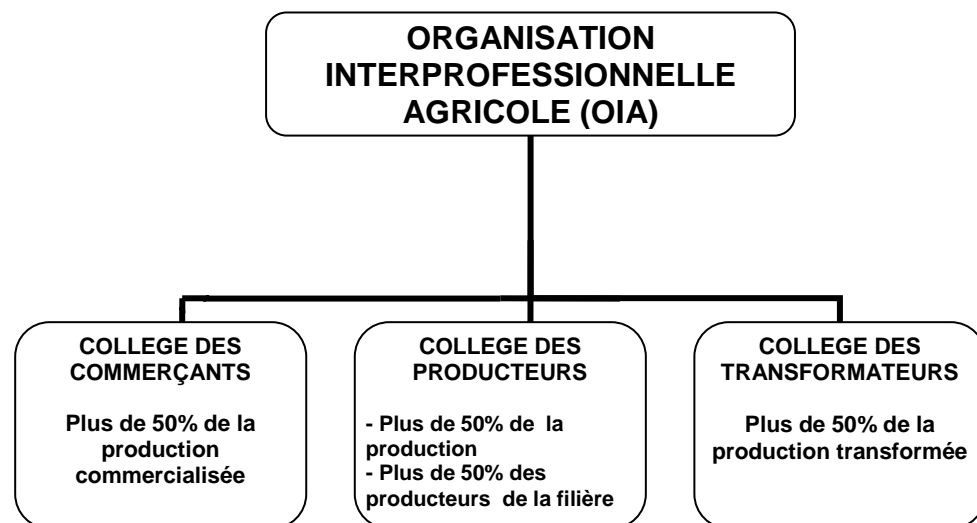 ORGANISATION
INTERPROFESSIONNELLE
AGRICOLE (OIA)
COLLEGE DES
COMMERÇANTS
Plus de 50% de la
production
commercialisée
COLLEGE DES
PRODUCTEURS
- Plus de 50% de la
production
- Plus de 50% des
producteurs de la filière
COLLEGE DES
TRANSFORMATEURS
Plus de 50% de la
production transformée